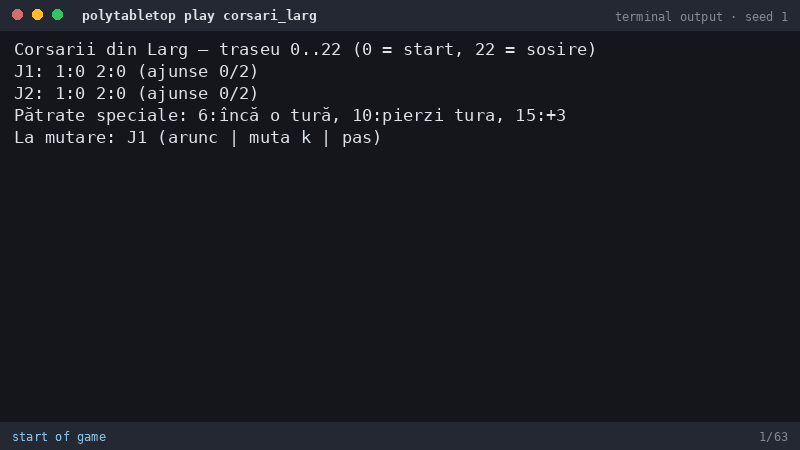 polytabletop play corsari_larg
terminal output · seed 1
Corsarii din Larg — traseu 0..22 (0 = start, 22 = sosire)
J1: 1:0 2:0 (ajunse 0/2)
J2: 1:0 2:0 (ajunse 0/2)
Pătrate speciale: 6:încă o tură, 10:pierzi tura, 15:+3
La mutare: J1 (arunc | muta k | pas)
start of game
1/63